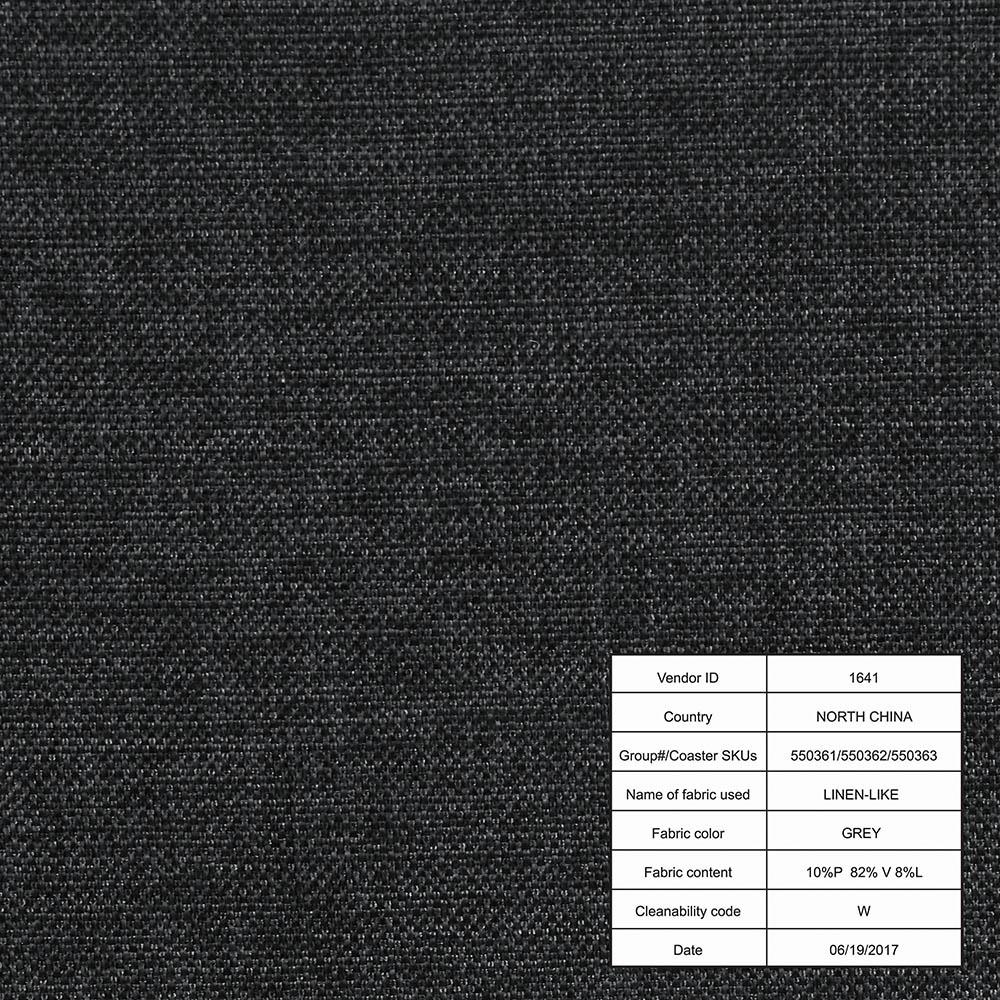 Vendor ID 1641
Country NORTH CHINA
Group#/Coaster SKUs 550361/550362/550363
Name of fabric used LINEN-LIKE
Fabric color GREY
Fabric content 10%P 82% V 8%L
Cleanability code W
Date 06/19/2017